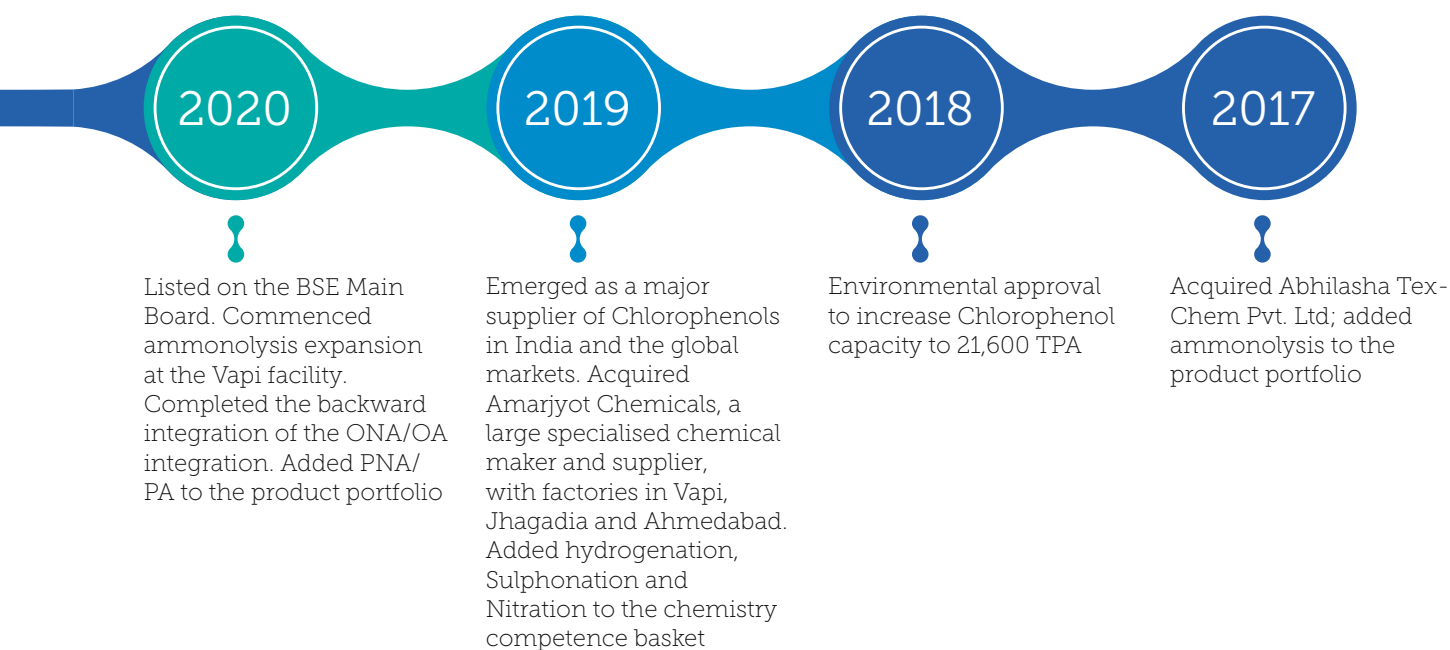 2020
Listed on the BSE Main
Board. Commenced
ammonolysis expansion
at the Vapi facility.
Completed the backward
integration of the ONA/OA
integration. Added PNA/
PA to the product portfolio
2019
Emerged as a major
supplier of Chlorophenols
in India and the global
markets. Acquired
Amarjyot Chemicals, a
large specialised chemical
maker and supplier,
with factories in Vapi,
Jhagadia and Ahmedabad.
Added hydrogenation,
Sulphonation and
Nitration to the chemistry
competence basket
2018
Environmental approval
to increase Chlorophenol
capacity to 21,600 TPA
2017
Acquired Abhilasha Tex-
Chem Pvt. Ltd; added
ammonolysis to the
product portfolio